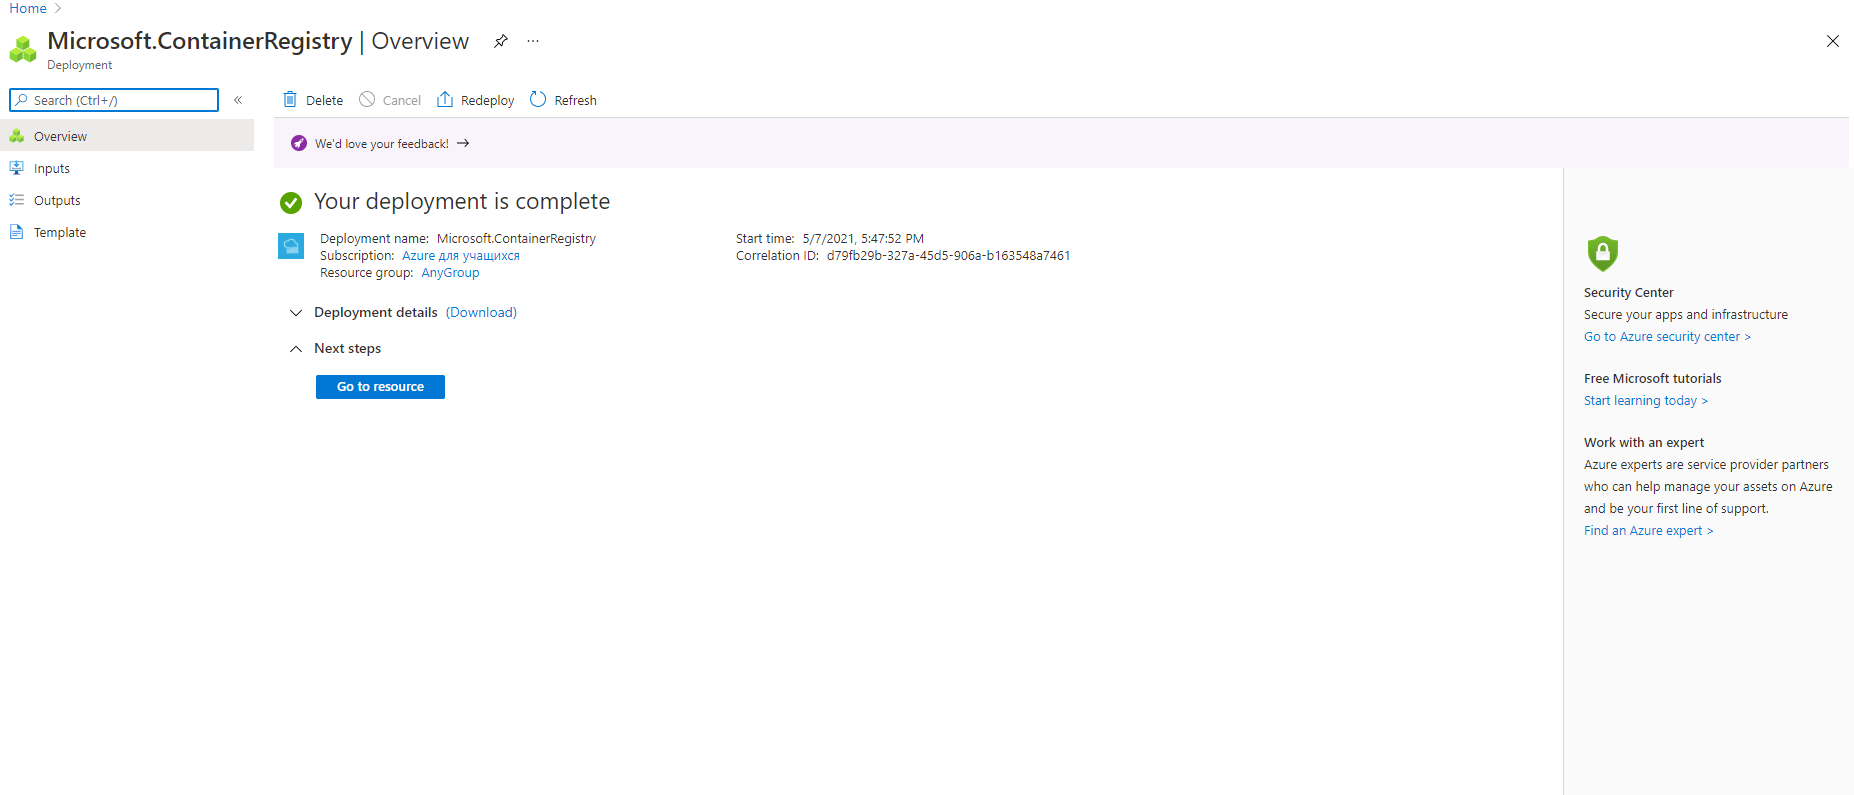 Home >
Microsoft.ContainerRegistry | Overview ...
Deployment
Search (Ctrl+/) «
Overview
Inputs
Outputs
Template
Delete Cancel Redeploy Refresh
We'd love your feedback! →
Your deployment is complete
Deployment name: Microsoft.ContainerRegistry
Subscription: Azure для учащихся
Resource group: AnyGroup
Start time: 5/7/2021, 5:47:52 PM
Correlation ID: d79fb29b-327a-45d5-906a-b163548a7461
Deployment details (Download)
Next steps
Go to resource
Security Center
Secure your apps and infrastructure
Go to Azure security center >
Free Microsoft tutorials
Start learning today >
Work with an expert
Azure experts are service provider partners
who can help manage your assets on Azure
and be your first line of support.
Find an Azure expert >